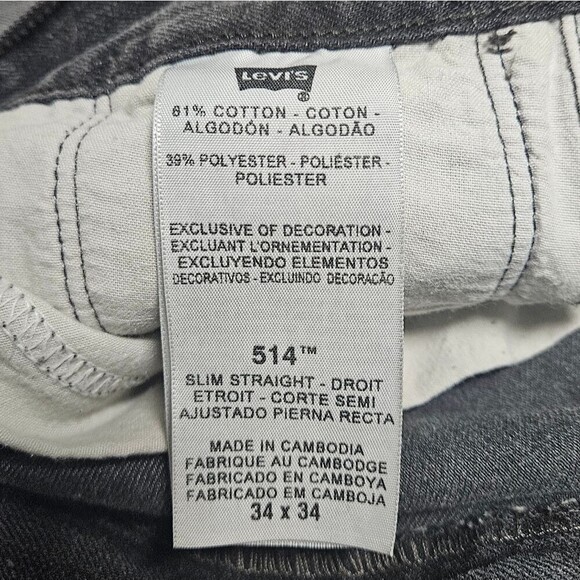 Levi's
®
61% COTTON - COTON -
ALGODÓN - ALGODÃO
39% POLYESTER - POLIÉSTER -
POLIESTER
EXCLUSIVE OF DECORATION -
EXCLUANT L'ORNEMENTATION -
EXCLUYENDO ELEMENTOS
DECORATIVOS - EXCLUINDO DECORAÇÃO
514™
SLIM STRAIGHT - DROIT
ETROIT - CORTE SEMI
AJUSTADO PIERNA RECTA
MADE IN CAMBODIA
FABRIQUE AU CAMBODGE
FABRICADO EN CAMBOYA
FABRICADO EM CAMBOJA
34 x 34